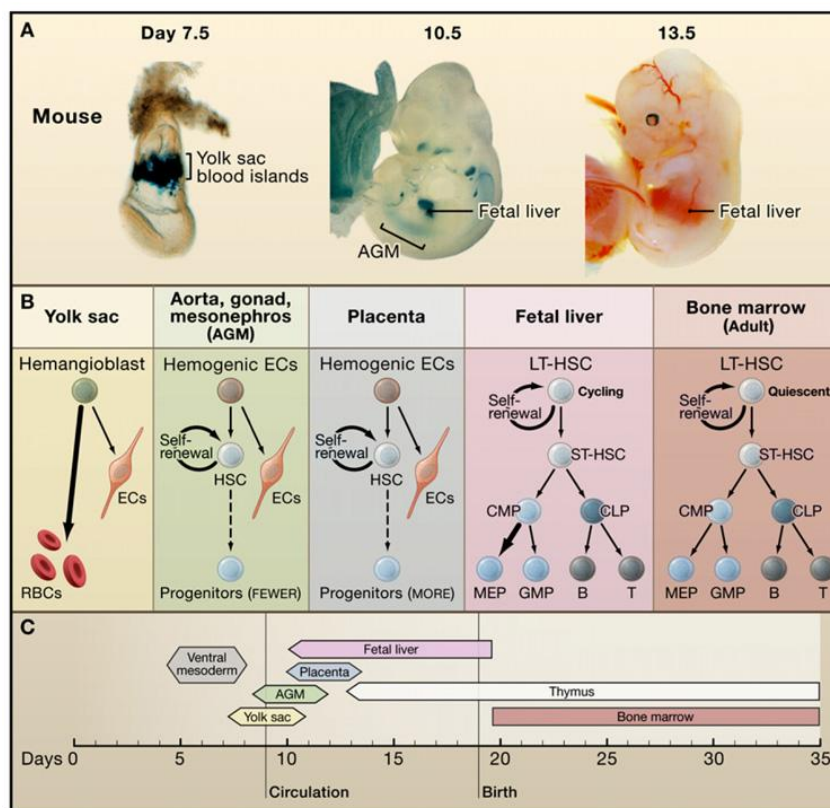 A
Day 7.5
10.5
13.5
Mouse
Yolk sac
blood islands
Fetal liver
AGM
Fetal liver
B
Yolk sac
Aorta, gonad,
mesonephros
(AGM)
Placenta
Fetal liver
Bone marrow
(Adult)
Hemangioblast
ECs
RBCs
Hemogenic ECs
Self-
renewal
HSC
ECs
Progenitors (FEWER)
Hemogenic ECs
Self-
renewal
HSC
ECs
Progenitors (MORE)
LT-HSC
Cycling
Self-
renewal
ST-HSC
CMP
CLP
MEP
GMP
B
T
LT-HSC
Quiescent
Self-
renewal
ST-HSC
CMP
CLP
MEP
GMP
B
T
C
Ventral
mesoderm
Fetal liver
Placenta
AGM
Thymus
Yolk sac
Bone marrow
Days 0 5 10 15 20 25 30 35
Circulation
Birth